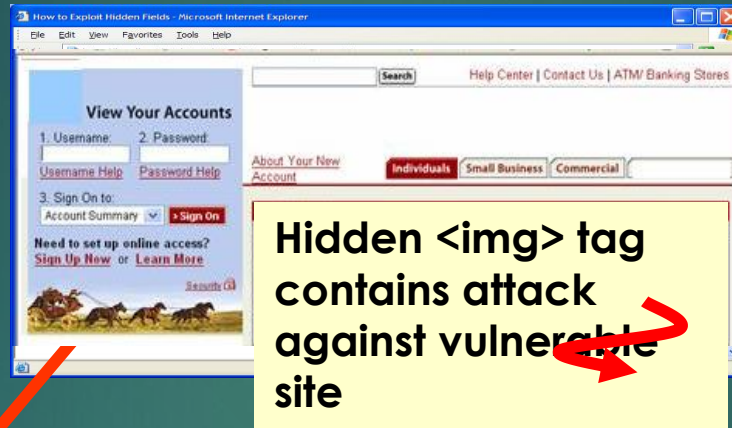 How to Exploit Hidden Fields - Microsoft Internet Explorer
File Edit View Favorites Tools Help
Search
Help Center | Contact Us | ATM/ Banking Stores
View Your Accounts
1. Username: 2. Password:
Username Help Password Help
3. Sign On to:
Account Summary Sign On
Need to set up online access?
Sign Up Now or Learn More
Security
About Your New
Account
Individuals Small Business Commercial
Hidden <img> tag
contains attack
against vulnerable
site